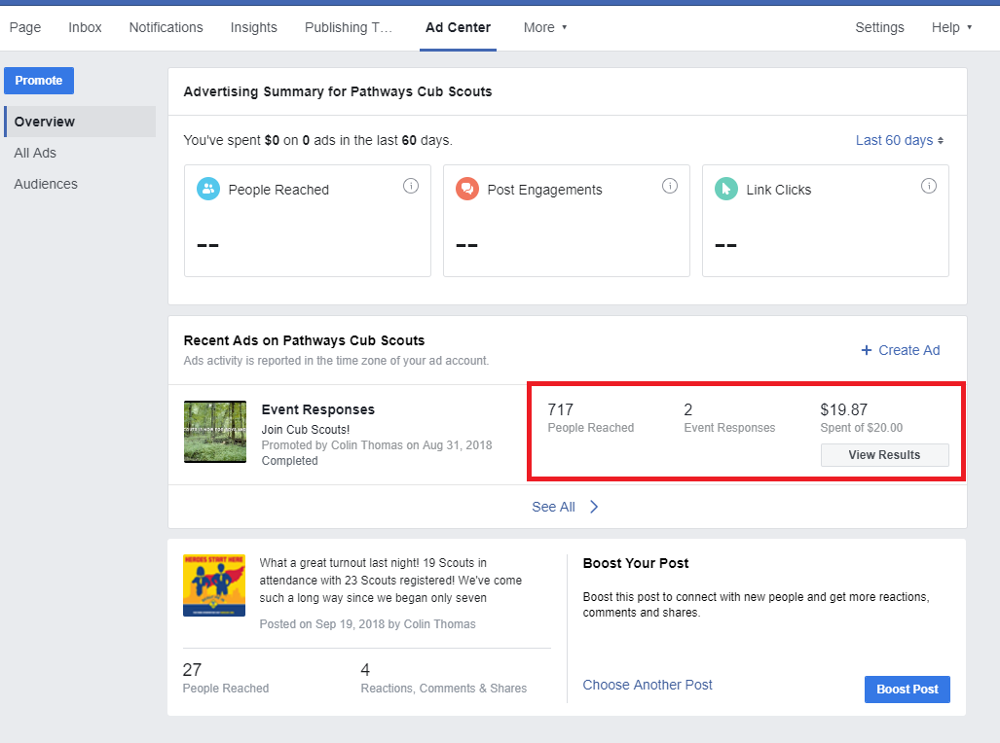 Page Inbox Notifications Insights Publishing T… Ad Center More Settings Help
Promote
Overview
All Ads
Audiences
Advertising Summary for Pathways Cub Scouts
You've spent $0 on 0 ads in the last 60 days.
Last 60 days
People Reached
--
Post Engagements
--
Link Clicks
--
Recent Ads on Pathways Cub Scouts
Ads activity is reported in the time zone of your ad account.
+ Create Ad
Event Responses
Join Cub Scouts!
Promoted by Colin Thomas on Aug 31, 2018
Completed
717
People Reached
2
Event Responses
$19.87
Spent of $20.00
View Results
See All
HEROES START HERE
What a great turnout last night! 19 Scouts in
attendance with 23 Scouts registered! We've come
such a long way since we began only seven
Posted on Sep 19, 2018 by Colin Thomas
27
People Reached
4
Reactions, Comments & Shares
Boost Your Post
Boost this post to connect with new people and get more reactions,
comments and shares.
Choose Another Post
Boost Post